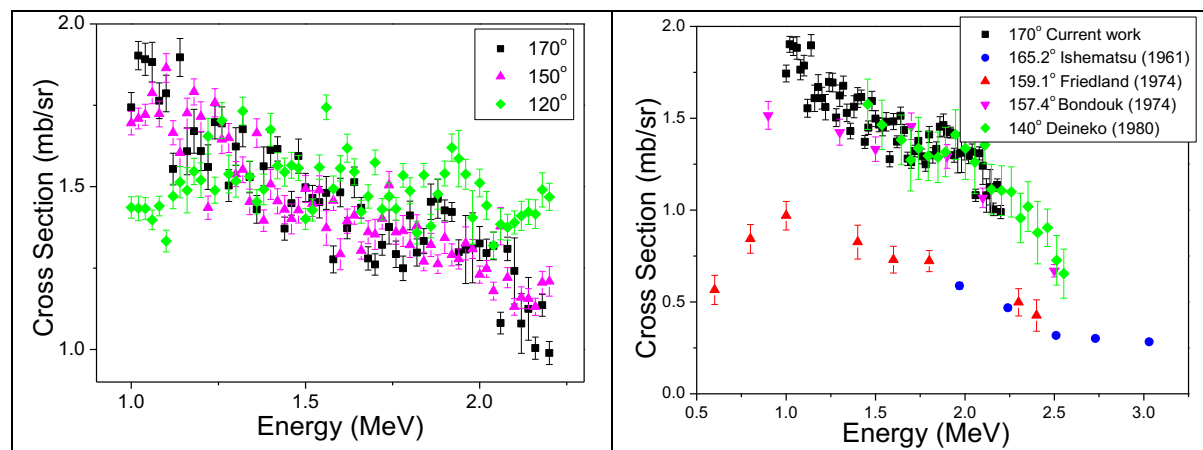 2.0
1.5
1.0
Cross Section (mb/sr)
170°
150°
120°
1.0
1.5
2.0
Energy (MeV)
2.0
1.5
1.0
0.5
0.0
Cross Section (mb/sr)
170° Current work
165.2° Ishematsu (1961)
159.1° Friedland (1974)
157.4° Bondouk (1974)
140° Deineko (1980)
0.5
1.0
1.5
2.0
2.5
3.0
Energy (MeV)